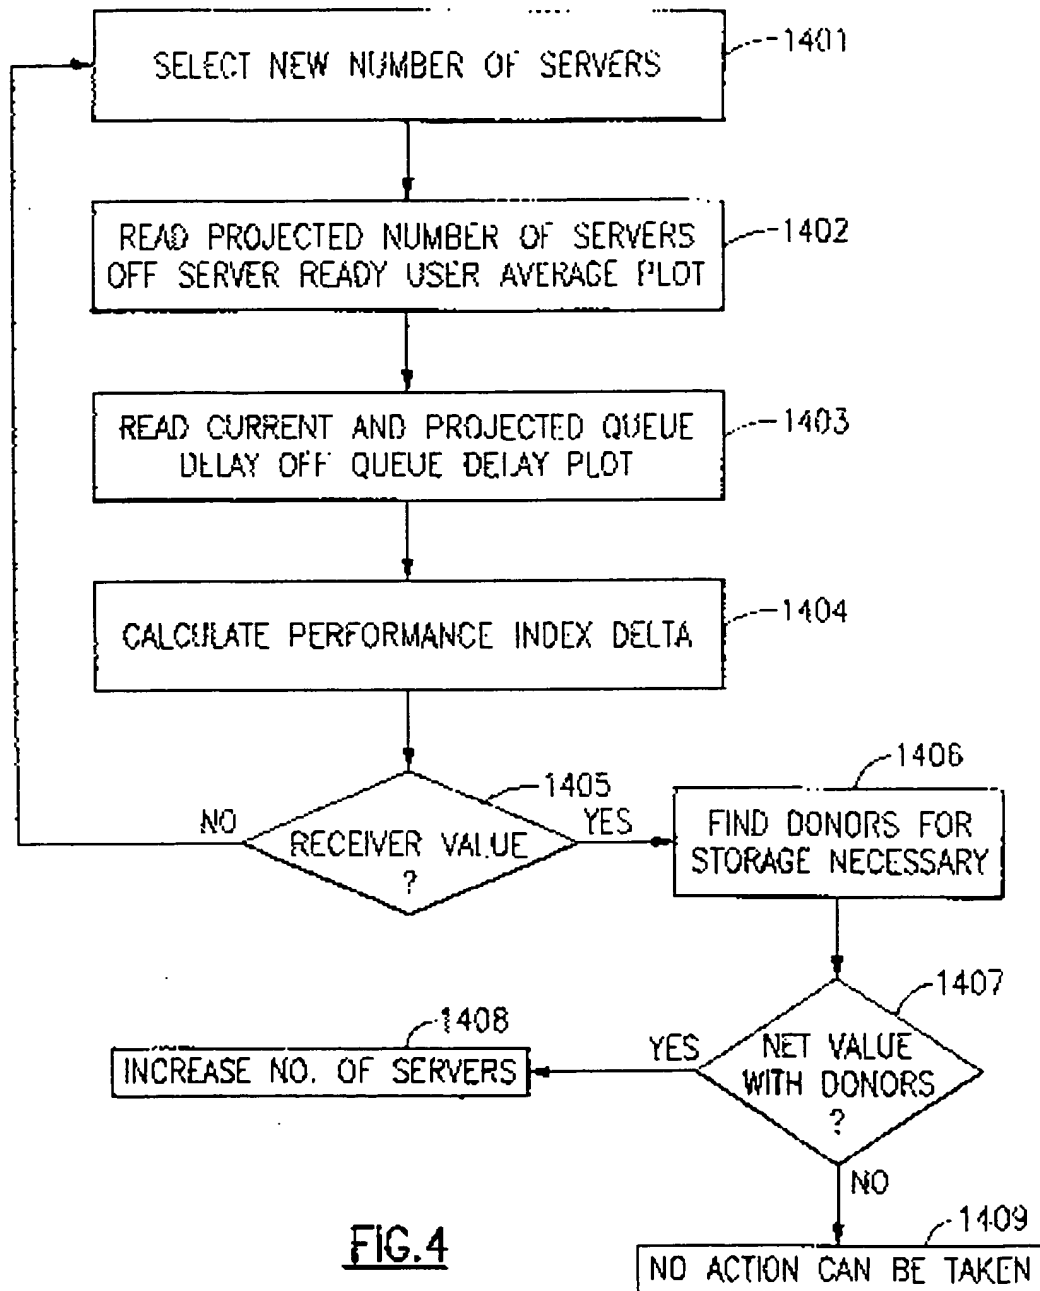 SELECT NEW NUMBER OF SERVERS
1401
READ PROJECTED NUMBER OF SERVERS
OFF SERVER READY USER AVERAGE PLOT
1402
READ CURRENT AND PROJECTED QUEUE
DELAY OFF QUEUE DELAY PLOT
1403
CALCULATE PERFORMANCE INDEX DELTA
1404
1405
NO
RECEIVER VALUE
?
YES
1406
FIND DONORS FOR
STORAGE NECESSARY
1407
NET VALUE
WITH DONORS
?
YES
1408
INCREASE NO. OF SERVERS
NO
1409
NO ACTION CAN BE TAKEN
FIG.4